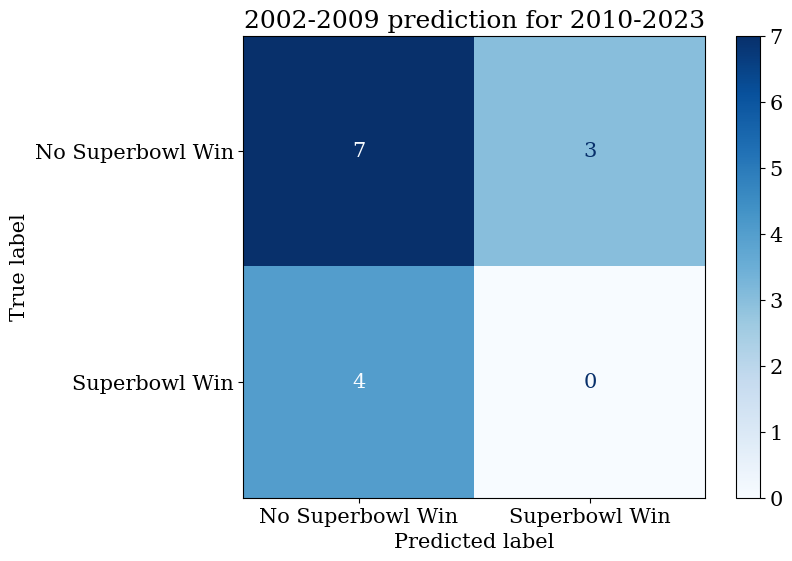 2002-2009 prediction for 2010-2023
True label
No Superbowl Win
7
3
Superbowl Win
4
0
No Superbowl Win
Superbowl Win
Predicted label
7
6
5
4
3
2
1
0